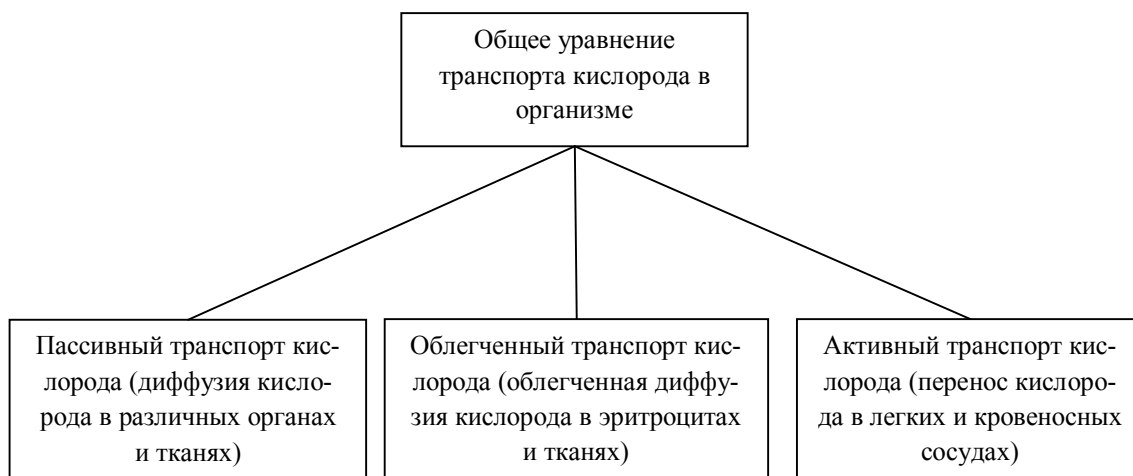 Общее уравнение
транспорта кислорода в
организме
Пассивный транспорт кис-
лорода (диффузия кисло-
рода в различных органах
и тканях)
Облегченный транспорт кис-
лорода (облегченная диффу-
зия кислорода в эритроцитах
и тканях)
Активный транспорт кис-
лорода (перенос кислоро-
да в легких и кровеносных
сосудах)